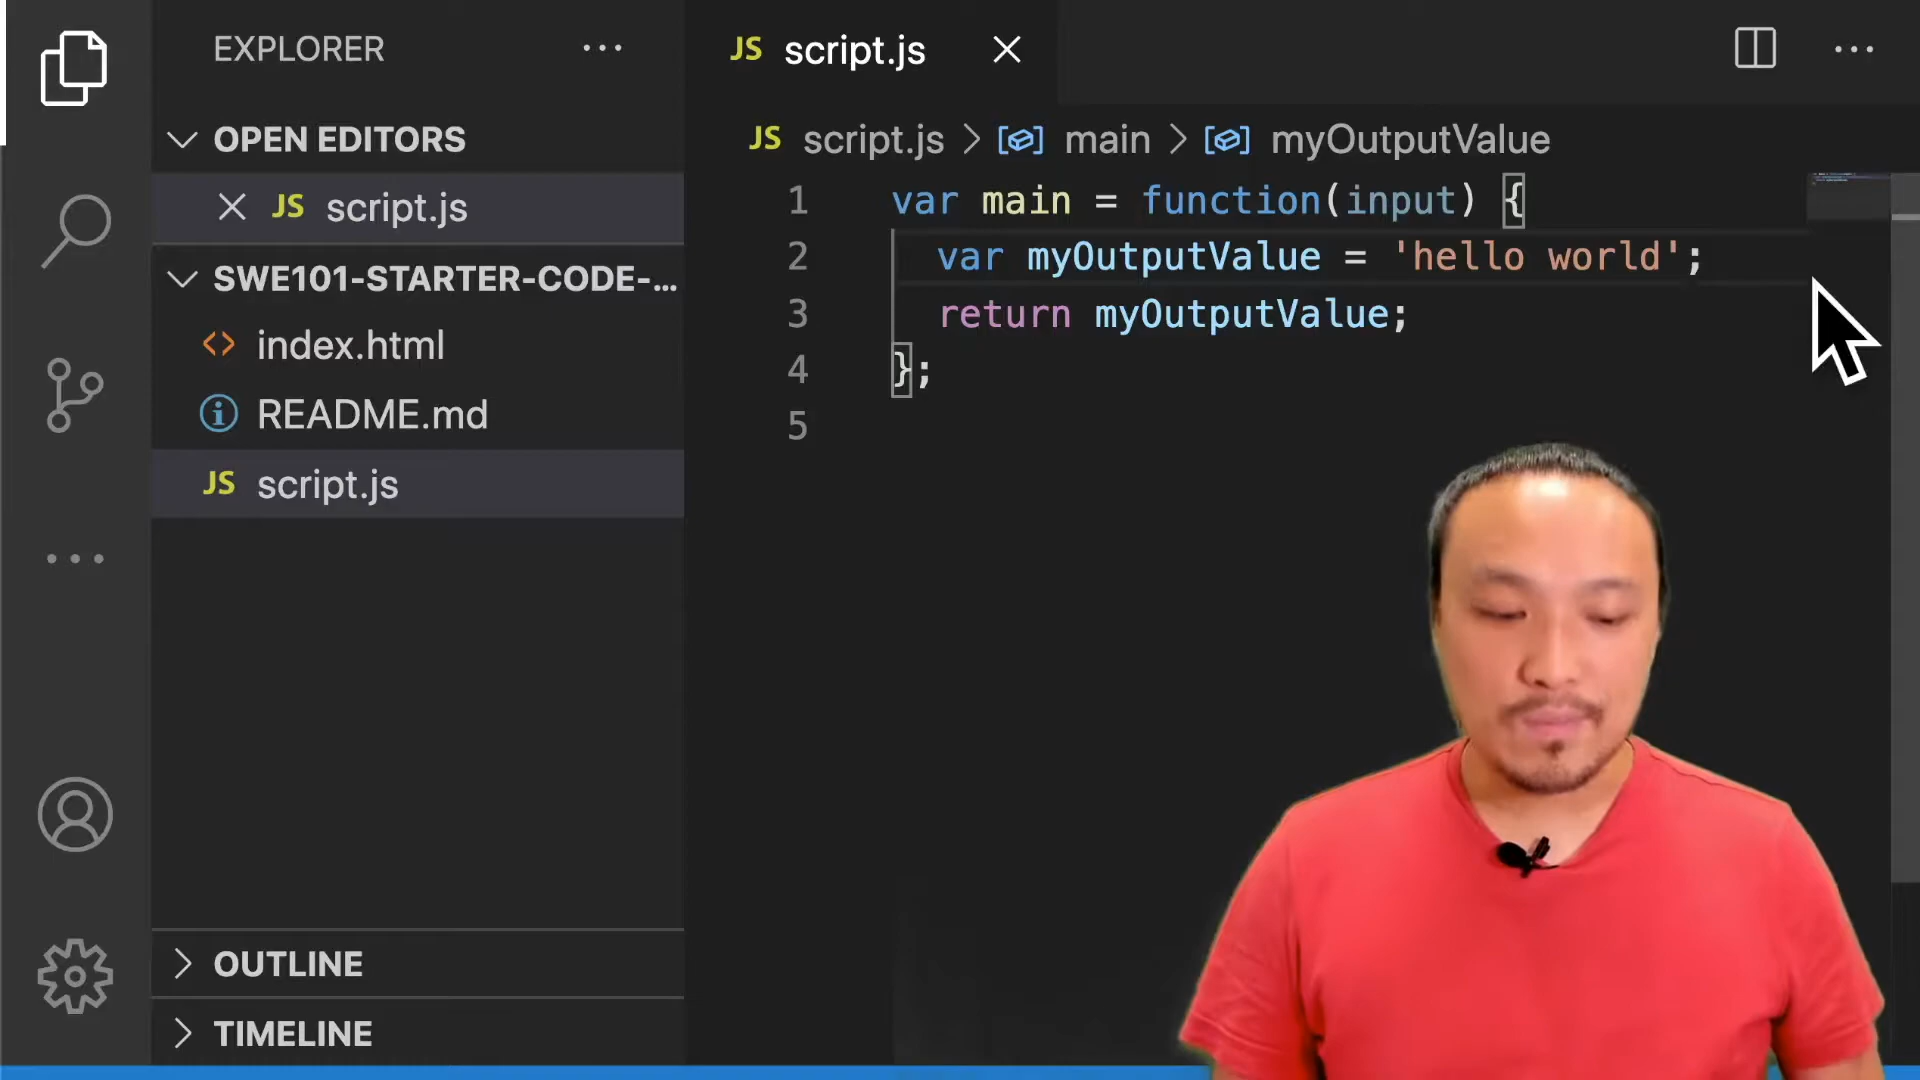 EXPLORER ...
OPEN EDITORS
JS script.js
SWE101-STARTER-CODE-...
<> index.html
README.md
JS script.js
OUTLINE
TIMELINE
JS script.js
JS script.js > main > myOutputValue
1 var main = function(input) {
2 var myOutputValue = 'hello world';
3 return myOutputValue;
4 };
5